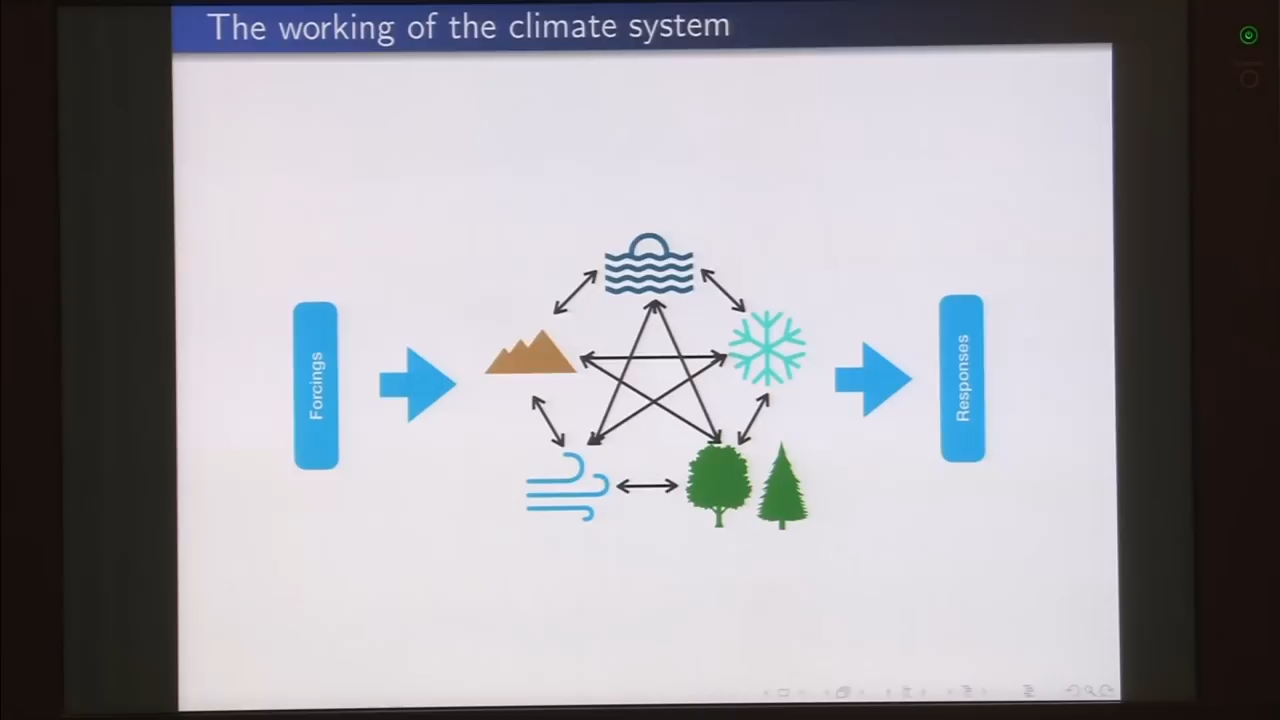 The working of the climate system
Forcings
Responses